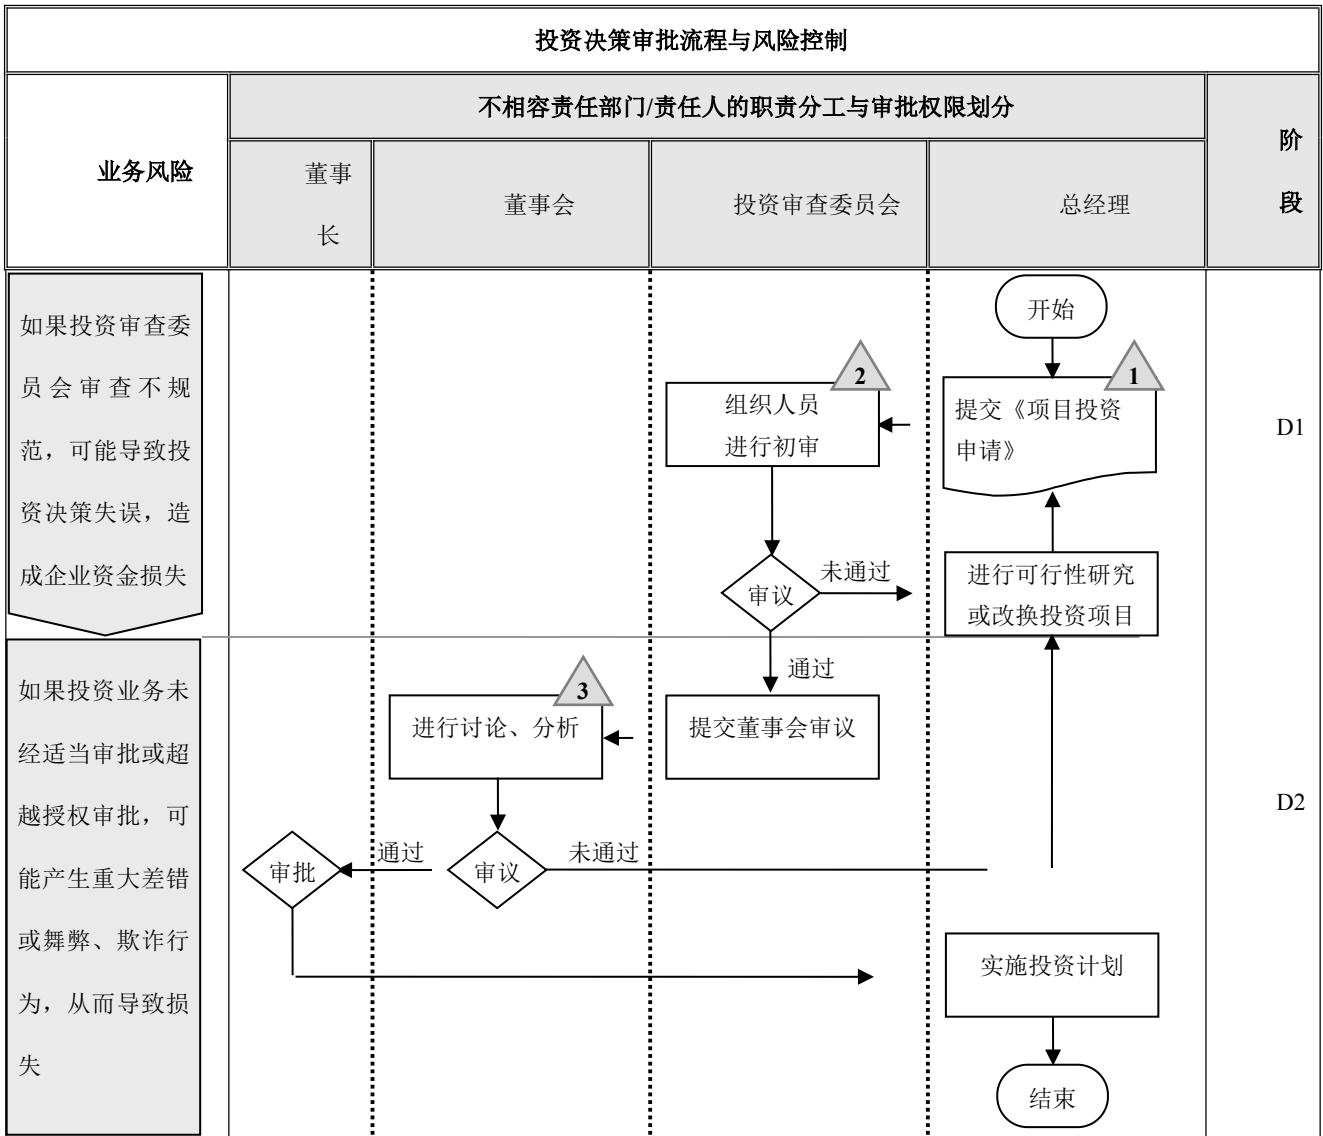 投资决策审批流程与风险控制
业务风险
不相容责任部门/责任人的职责分工与审批权限划分
阶
段
董事
长
董事会
投资审查委员会
总经理
如果投资审查委
员会审查不规
范，可能导致投
资决策失误，造
成企业资金损失
开始
1
提交《项目投资
申请》
2
组织人员
进行初审
D1
审议
未通过
进行可行性研究
或改换投资项目
通过
如果投资业务未
经适当审批或超
越授权审批，可
能产生重大差错
或舞弊、欺诈行
为，从而导致损
失
3
进行讨论、分析
提交董事会审议
D2
审批
通过
审议
未通过
实施投资计划
结束